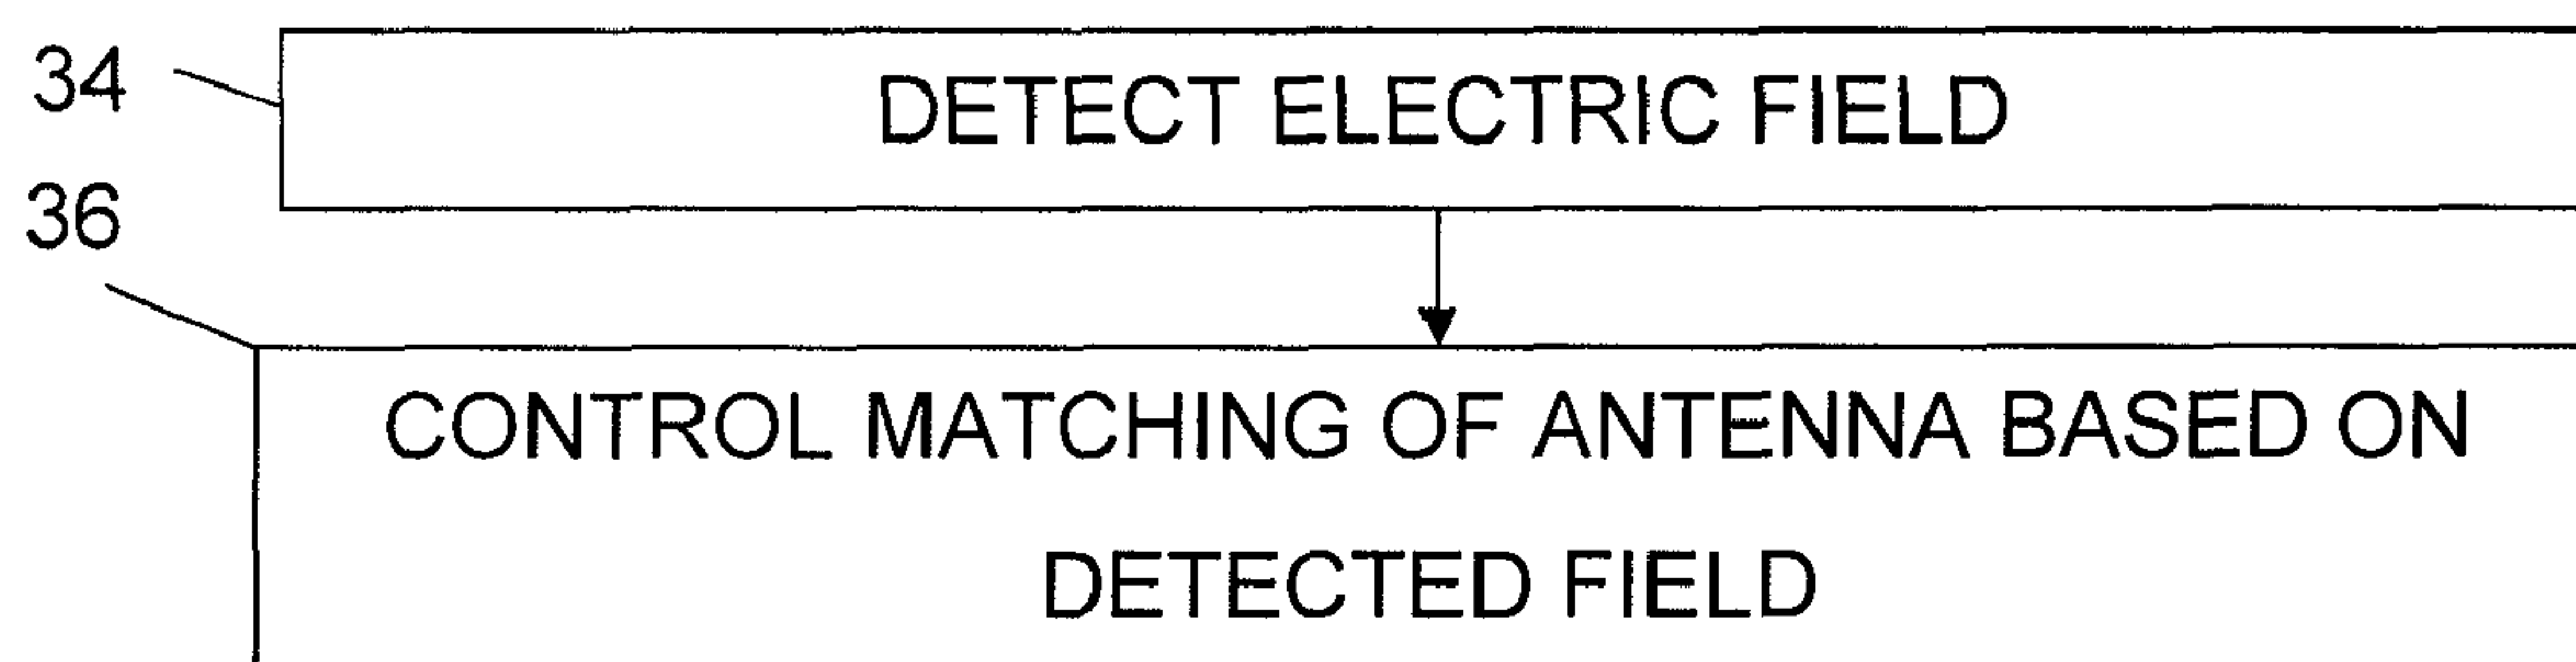 34
DETECT ELECTRIC FIELD
36
CONTROL MATCHING OF ANTENNA BASED ON
DETECTED FIELD